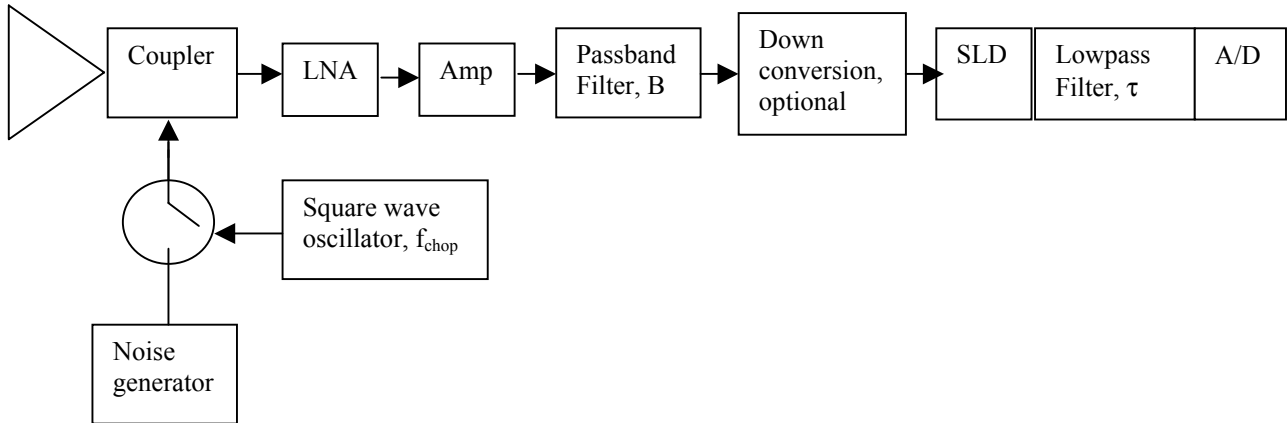 Coupler
LNA
Amp
Passband
Filter, B
Down
conversion,
optional
SLD
Lowpass
Filter, τ
A/D
Square wave
oscillator, fchop
Noise
generator